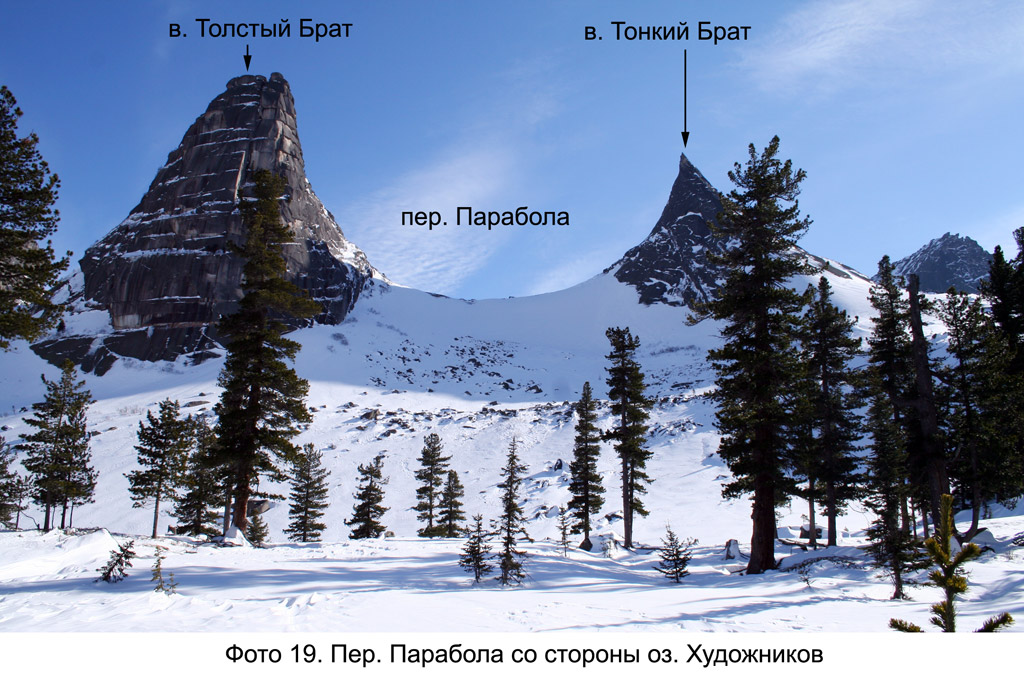 в. Толстый Брат
в. Тонкий Брат
пер. Парабола
Фото 19. Пер. Парабола со стороны оз. Художников